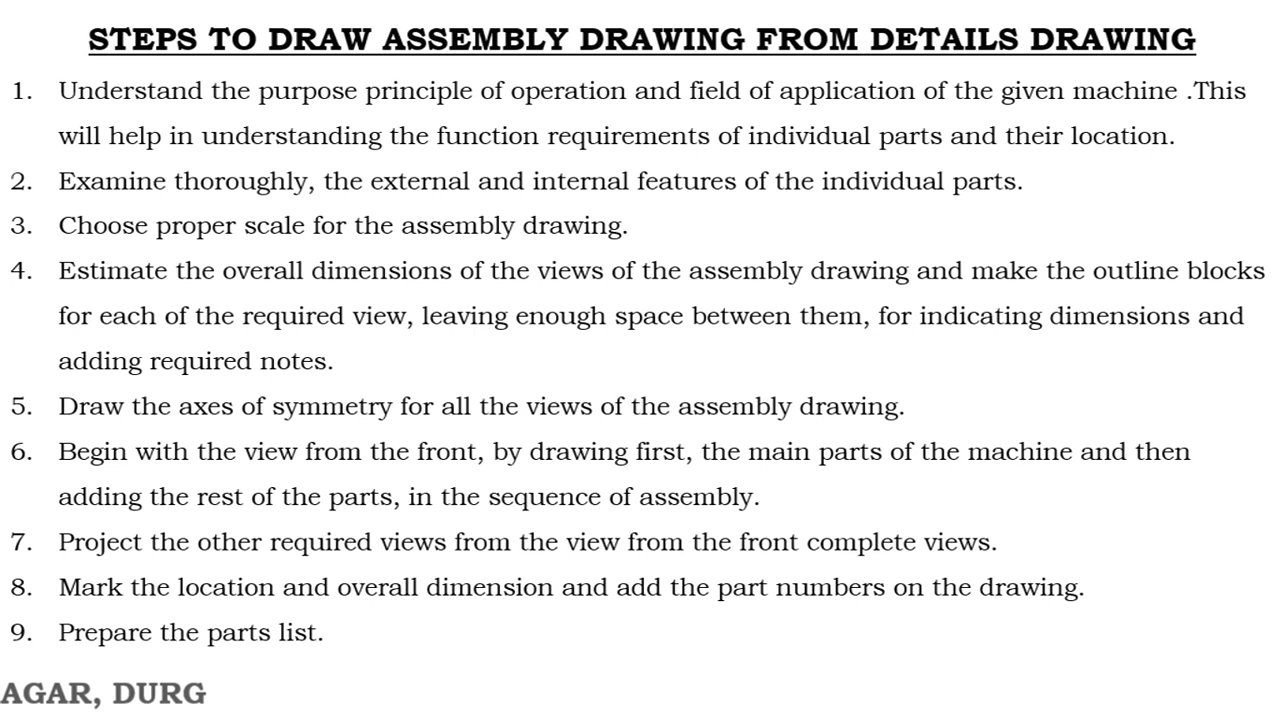 STEPS TO DRAW ASSEMBLY DRAWING FROM DETAILS DRAWING
1. Understand the purpose principle of operation and field of application of the given machine .This
will help in understanding the function requirements of individual parts and their location.
2. Examine thoroughly, the external and internal features of the individual parts.
3. Choose proper scale for the assembly drawing.
4. Estimate the overall dimensions of the views of the assembly drawing and make the outline blocks
for each of the required view, leaving enough space between them, for indicating dimensions and
adding required notes.
5. Draw the axes of symmetry for all the views of the assembly drawing.
6. Begin with the view from the front, by drawing first, the main parts of the machine and then
adding the rest of the parts, in the sequence of assembly.
7. Project the other required views from the view from the front complete views.
8. Mark the location and overall dimension and add the part numbers on the drawing.
9. Prepare the parts list.
AGAR, DURG